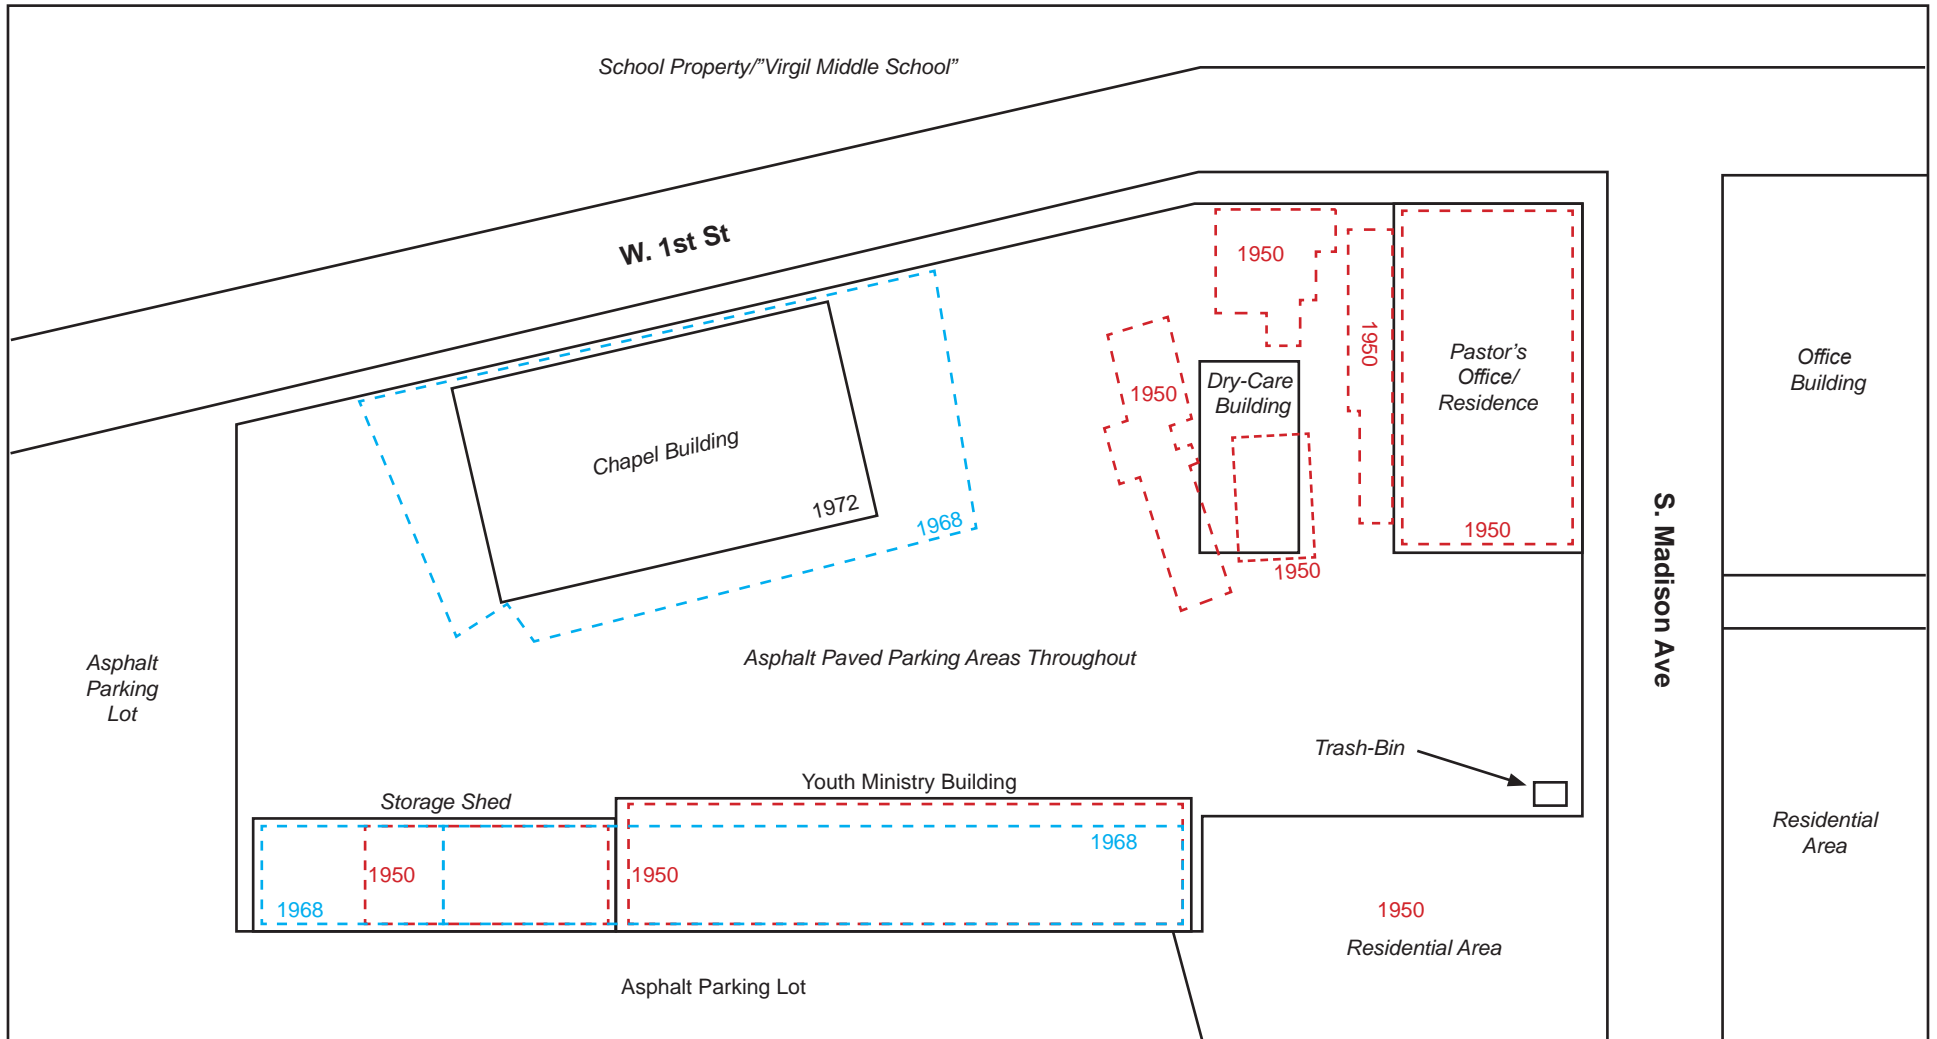 School Property/”Virgil Middle School”
W. 1st St
1950
1950
1950
Pastor's
Office/
Residence
1950
Dry-Care
Building
1950
Office
Building
Chapel Building
1972
1968
S. Madison Ave
Asphalt
Parking
Lot
Asphalt Paved Parking Areas Throughout
Trash-Bin
Youth Ministry Building
Storage Shed
1968
1950
1950
1968
Residential
Area
1950
Residential Area
Asphalt Parking Lot